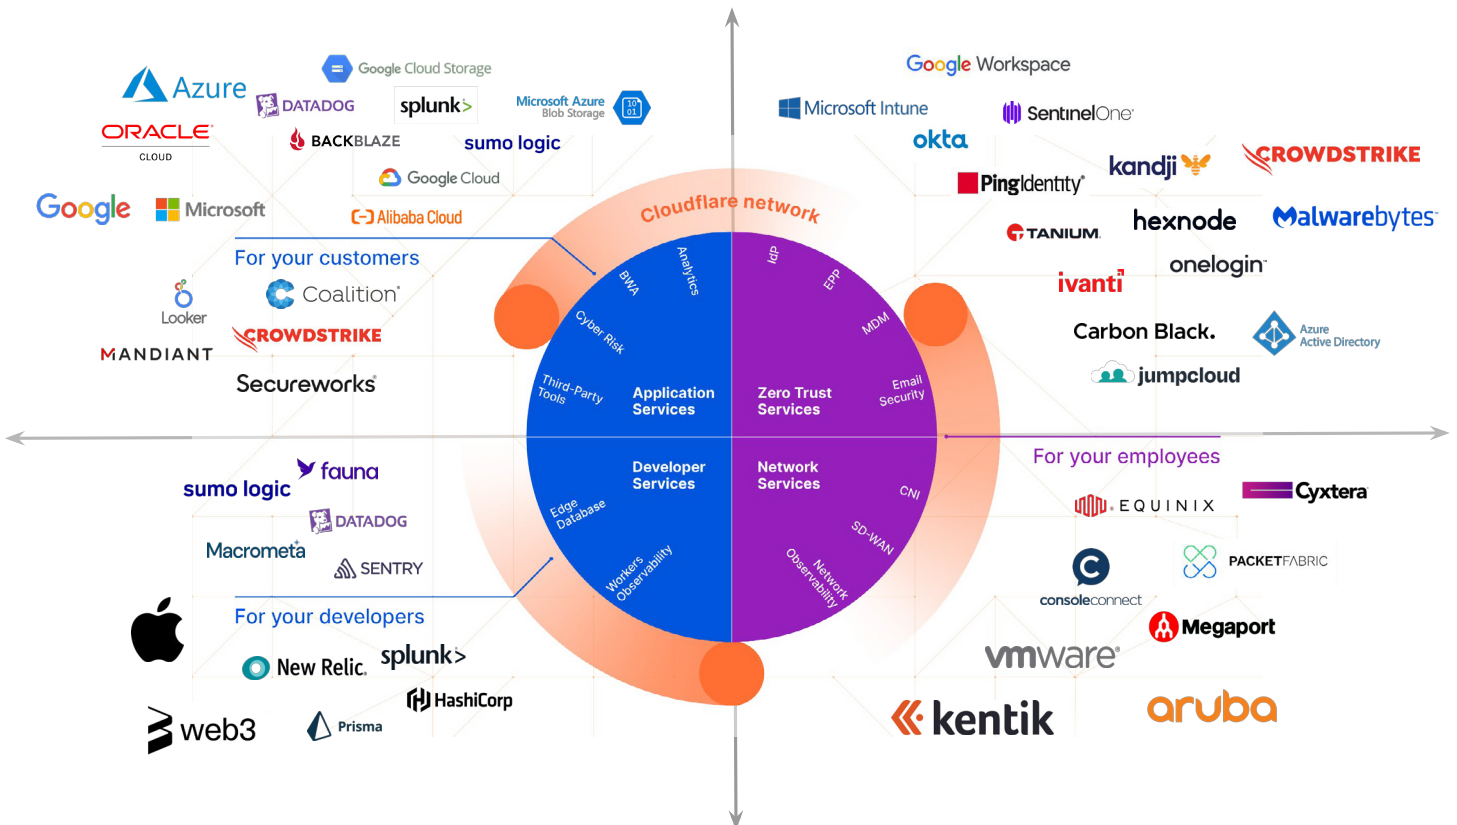 Azure
Google Cloud Storage
DATADOG
splunk>
Microsoft Azure
Blob Storage
10
01
ORACLE®
CLOUD
BACKBLAZE
sumo logic
Google Cloud
Google
Microsoft
Alibaba Cloud
For your customers
Looker
Coalition®
CROWDSTRIKE
MANDIANT
Secureworks®
Google Workspace
Microsoft Intune
SentinelOne®
okta
kandji
CROWDSTRIKE
PingIdentity®
TANIUM.
hexnode
Malwarebytes
onelogin
ivanti
Carbon Black.
Azure
Active Directory
jumpcloud
Cloudflare network
Analytics
BWA
Cyber Risk
Third-Party
Tools
Application
Services
IdP
EPP
MDM
Email
Security
Zero Trust
Services
Developer
Services
Edge
Database
Workers
Observability
Network
Services
CNI
SD-WAN
Network
Observability
fauna
sumo logic
DATADOG
Macrometa
SENTRY
For your developers
New Relic.
splunk>
HashiCorp
web3
Prisma
For your employees
EQUINIX
Cyxtera
consoleconnect
PACKETFABRIC
Megaport
vmware®
kentik
aruba